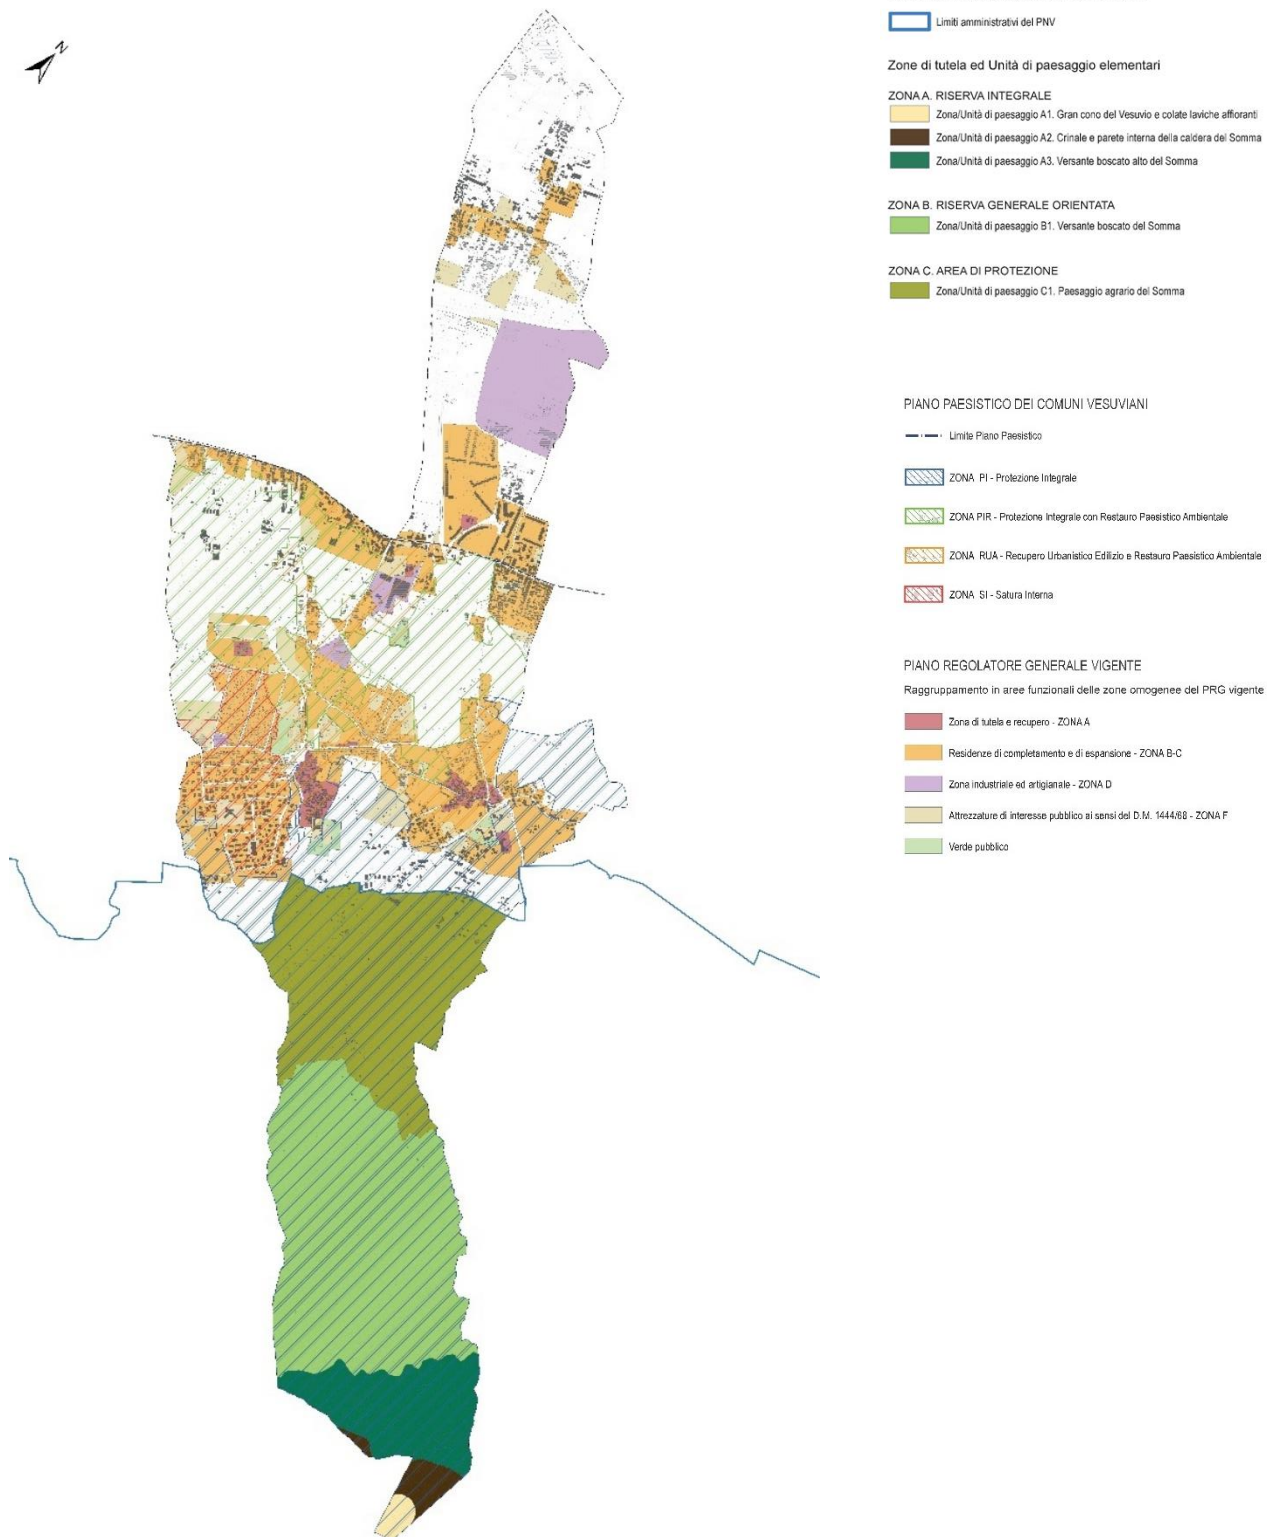 N
Limiti amministrativi del PNV
Zone di tutela ed Unità di paesaggio elementari
ZONA A. RISERVA INTEGRALE
Zona/Unità di paesaggio A1. Gran cono del Vesuvio e colate laviche affioranti
Zona/Unità di paesaggio A2. Crinale e parete interna della caldera del Somma
Zona/Unità di paesaggio A3. Versante boscato alto del Somma
ZONA B. RISERVA GENERALE ORIENTATA
Zona/Unità di paesaggio B1. Versante boscato del Somma
ZONA C. AREA DI PROTEZIONE
Zona/Unità di paesaggio C1. Paesaggio agrario del Somma
PIANO PAESISTICO DEI COMUNI VESUVIANI
Limite Piano Paesistico
ZONA PI - Protezione Integrale
ZONA PIR - Protezione Integrale con Restauro Paesistico Ambientale
ZONA RUA - Recupero Urbanistico Edilizio e Restauro Paesistico Ambientale
ZONA SI - Satura Interna
PIANO REGOLATORE GENERALE VIGENTE
Raggruppamento in aree funzionali delle zone omogenee del PRG vigente
Zona di tutela e recupero - ZONA A
Residenze di completamento e di espansione - ZONA B-C
Zona industriale ed artigianale - ZONA D
Attrezzature di interesse pubblico ai sensi del D.M. 1444/68 - ZONA F
Verde pubblico